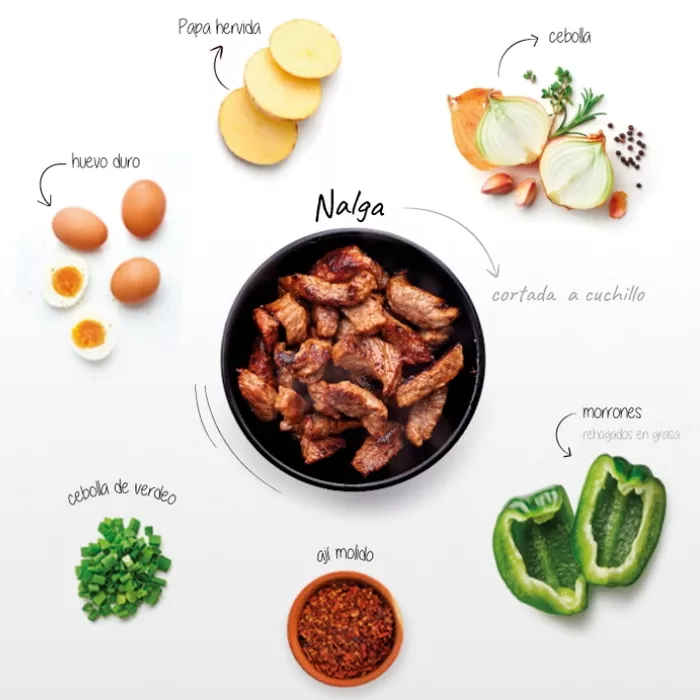 Papa hervida
cebolla
huevo duro
Nalga
cortada a cuchillo
morrones
rehogados en grasa
cebolla de verdeo
ají molido